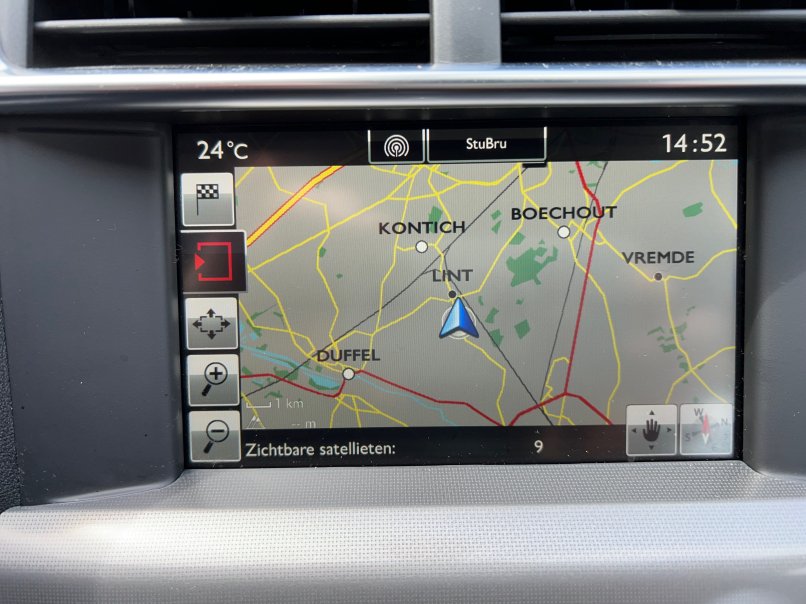 24°C
StuBru
14:52
KONTICH
BOECHOUT
VREMDE
LINT
DUFFEL
1 km
-- m
Zichtbare satellieten: 9
W
N
S